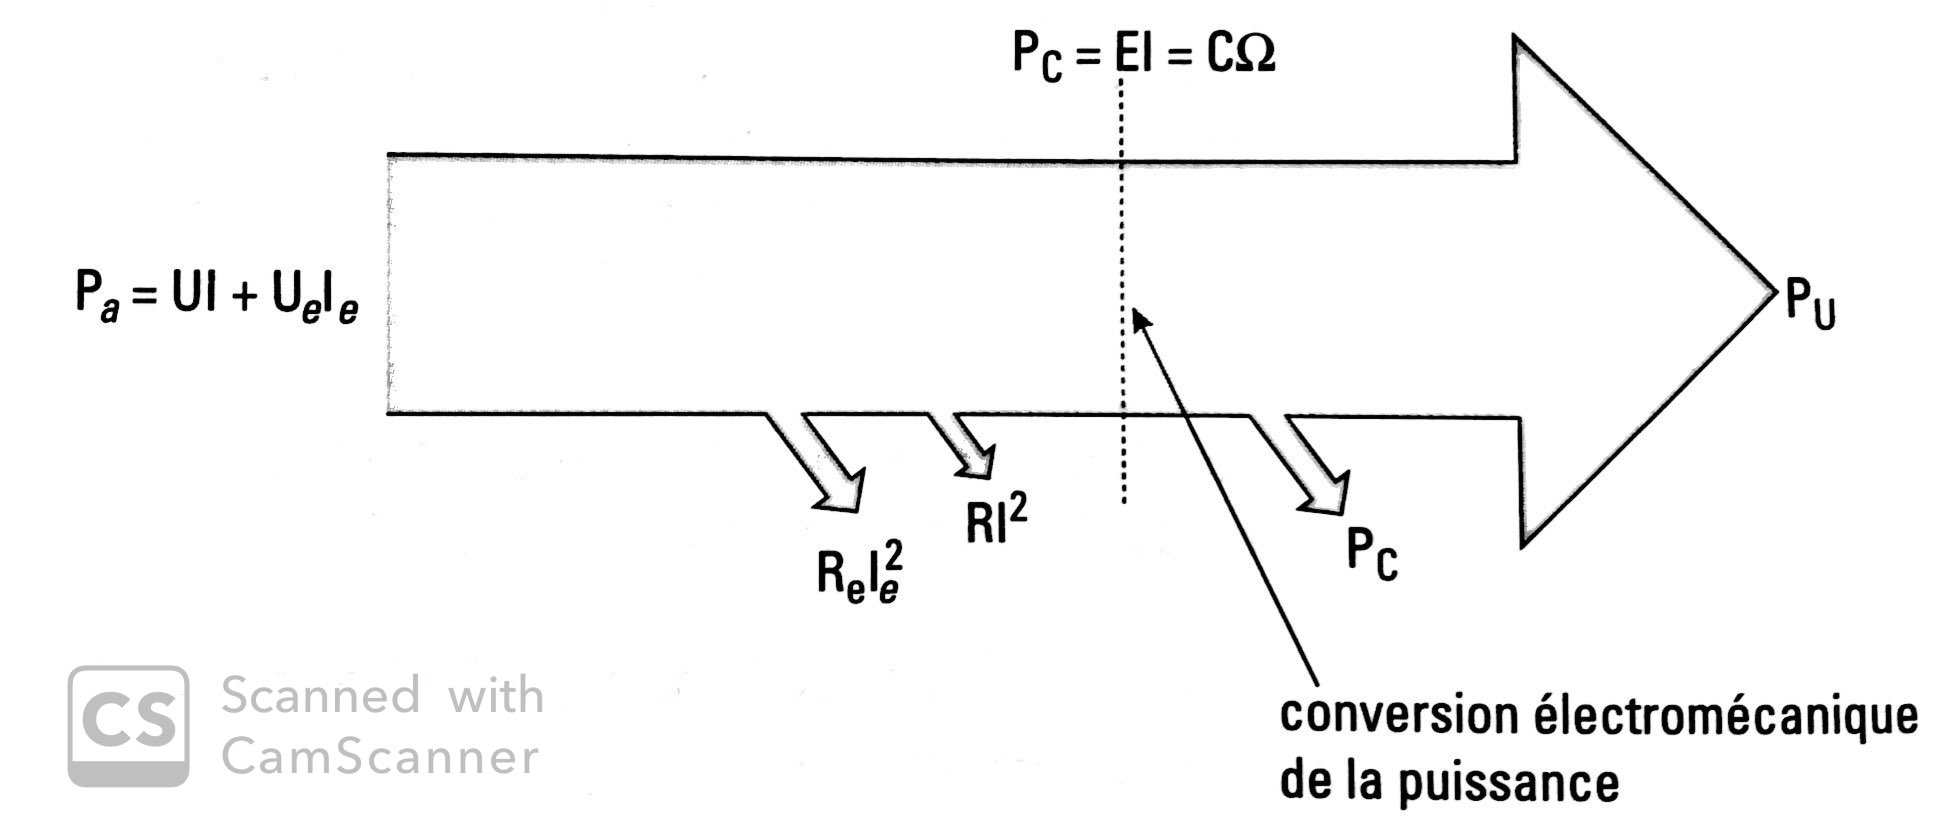 P_C = EI = CΩ
P_a = UI + U_eI_e
P_U
R_eI_e^2
RI^2
P_C
conversion électromécanique
de la puissance
CS
Scanned with
CamScanner